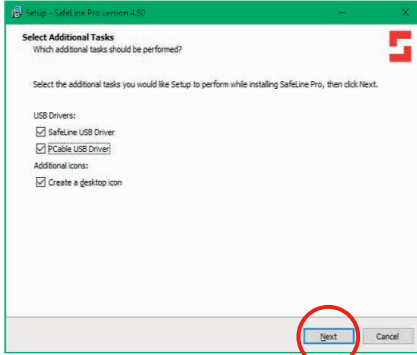 Setup - SafeLine Pro version 4.80
Select Additional Tasks
Which additional tasks should be performed?
Select the additional tasks you would like Setup to perform while installing SafeLine Pro, then click Next.
USB Drivers:
SafeLine USB Driver
PCable USB Driver
Additional icons:
Create a desktop icon
Next
Cancel